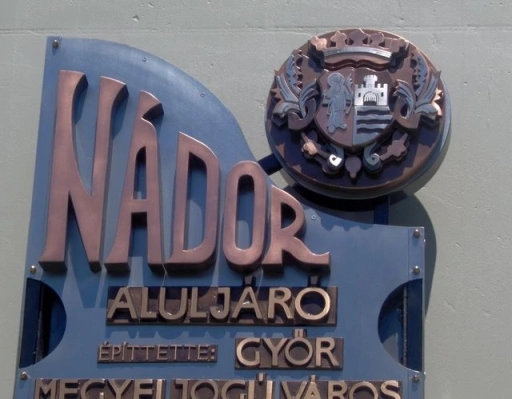 NÁDOR
ALULJÁRÓ
ÉPÍTTETTE: GYŐR
MEGYEI JOGÚ VÁROS